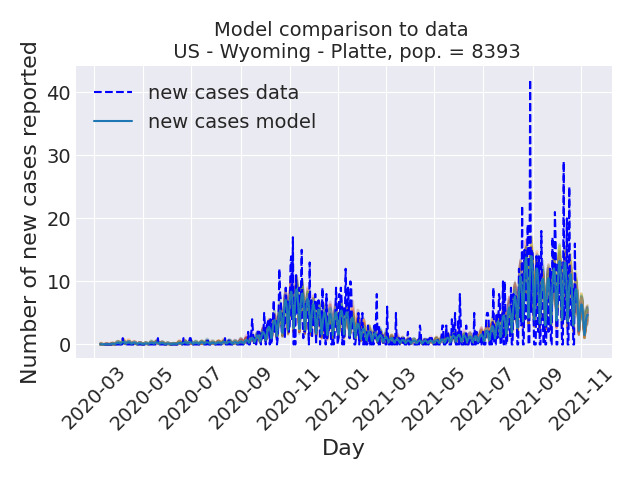 Model comparison to data
US - Wyoming - Platte, pop. = 8393
Number of new cases reported
40
30
20
10
0
new cases data
new cases model
2020-03
2020-05
2020-07
2020-09
2020-11
2021-01
2021-03
2021-05
2021-07
2021-09
2021-11
Day